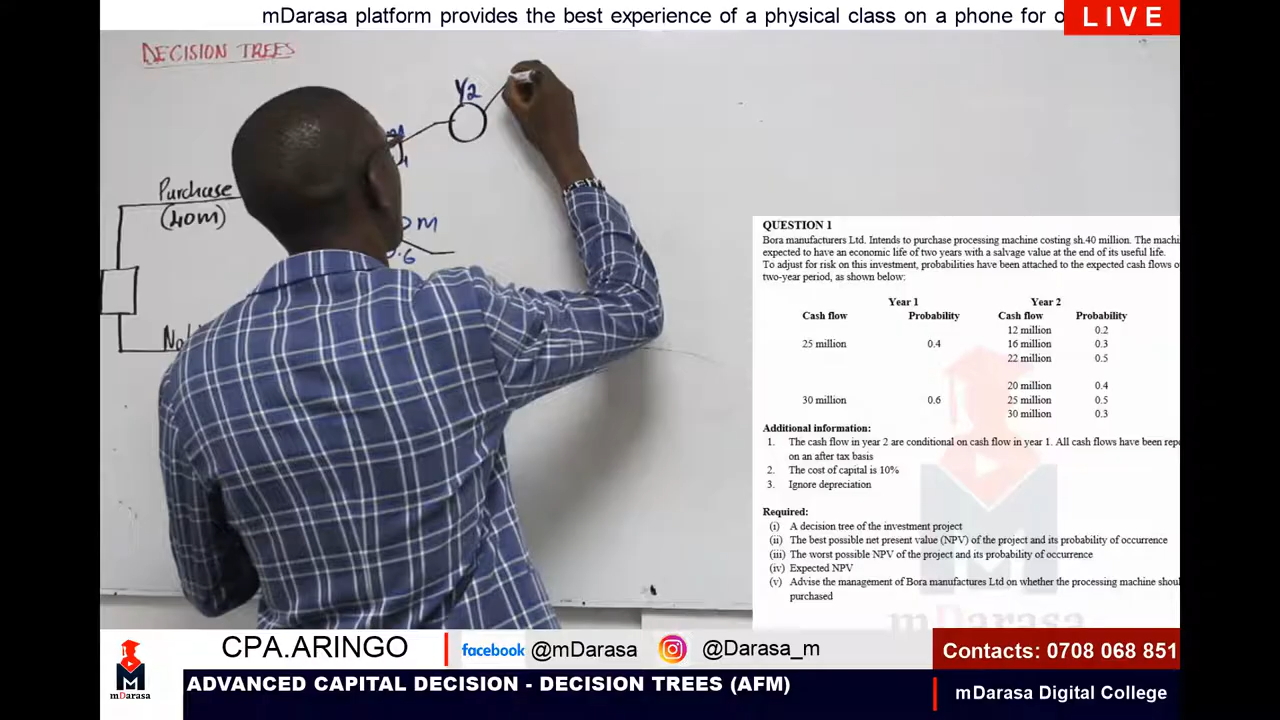 mDarasa platform provides the best experience of a physical class on a phone for
LIVE
DECISION TREES
Y2
Purchase
(40m)
M
0.6
QUESTION 1
Bora manufacturers Ltd. Intends to purchase processing machine costing sh.40 million. The
expected to have an economic life of two years with a salvage value at the end of its useful life.
To adjust for risk on this investment, probabilities have been attached to the expected cash flows
two-year period, as shown below:
Year 1 Year 2
Cash flow Probability Cash flow Probability
12 million 0.2
25 million 0.4 16 million 0.3
22 million 0.5
20 million 0.4
30 million 0.6 25 million 0.5
30 million 0.3
Additional information:
1. The cash flow in year 2 are conditional on cash flow in year 1. All cash flows have been
on an after tax basis
2. The cost of capital is 10%
3. Ignore depreciation
Required:
(i) A decision tree of the investment project
(ii) The best possible net present value (NPV) of the project and its probability of occurrence
(iii) The worst possible NPV of the project and its probability of occurrence
(iv) Expected NPV
(v) Advise the management of Bora manufactures Ltd on whether the processing machine
purchased
mDarasa
CPA.ARINGO
facebook @mDarasa
@Darasa_m
Contacts: 0708 068 851
mDarasa
ADVANCED CAPITAL DECISION - DECISION TREES (AFM)
mDarasa Digital College